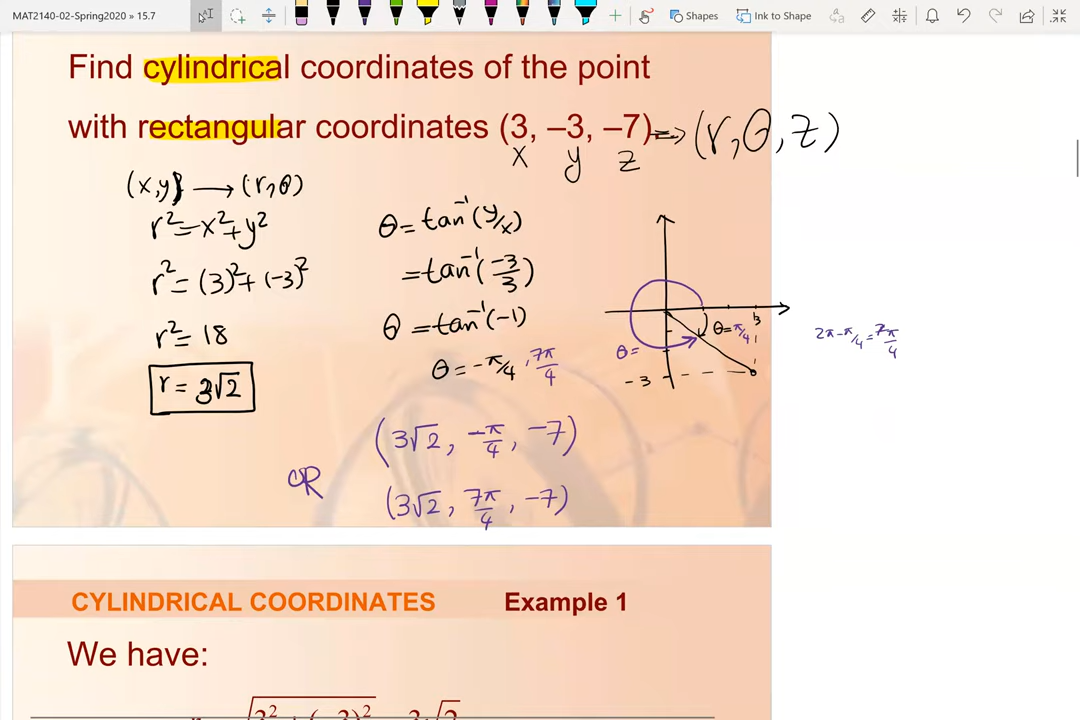 MAT2140-02-Spring2020 » 15.7
Shapes
Ink to Shape
Find cylindrical coordinates of the point
with rectangular coordinates (3, –3, –7) => (r, θ, z)
x y z
(x,y) → (r,θ)
r² = x² + y²
r² = (3)² + (-3)²
r² = 18
r = 3√2
θ = tan⁻¹(y/x)
= tan⁻¹(-3/3)
θ = tan⁻¹(-1)
θ = -π/4, 7π/4
θ = π/4
θ =
3
-3
2π - π/4 = 7π/4
(3√2, -π/4, -7)
OR
(3√2, 7π/4, -7)
CYLINDRICAL COORDINATES Example 1
We have: